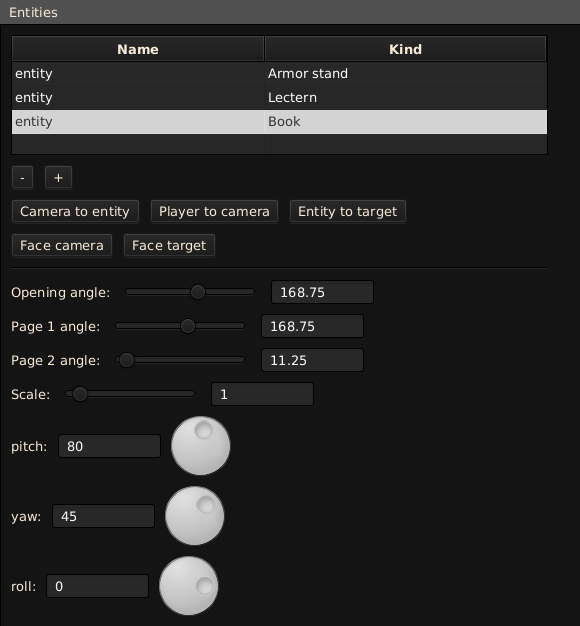 Entities
Name Kind
entity Armor stand
entity Lectern
entity Book
- +
Camera to entity Player to camera Entity to target
Face camera Face target
Opening angle: 168.75
Page 1 angle: 168.75
Page 2 angle: 11.25
Scale: 1
pitch: 80
yaw: 45
roll: 0